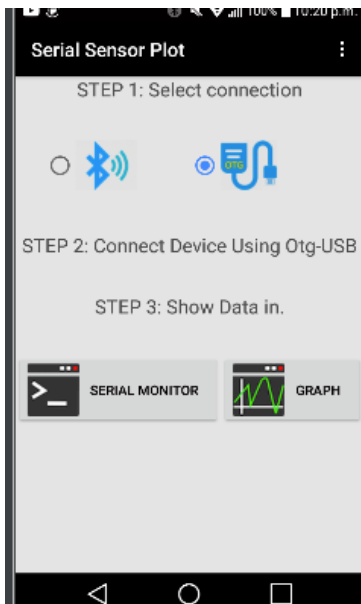 100% 10:20 p.m.
Serial Sensor Plot
STEP 1: Select connection
OTG
STEP 2: Connect Device Using Otg-USB
STEP 3: Show Data in.
>_ SERIAL MONITOR
GRAPH